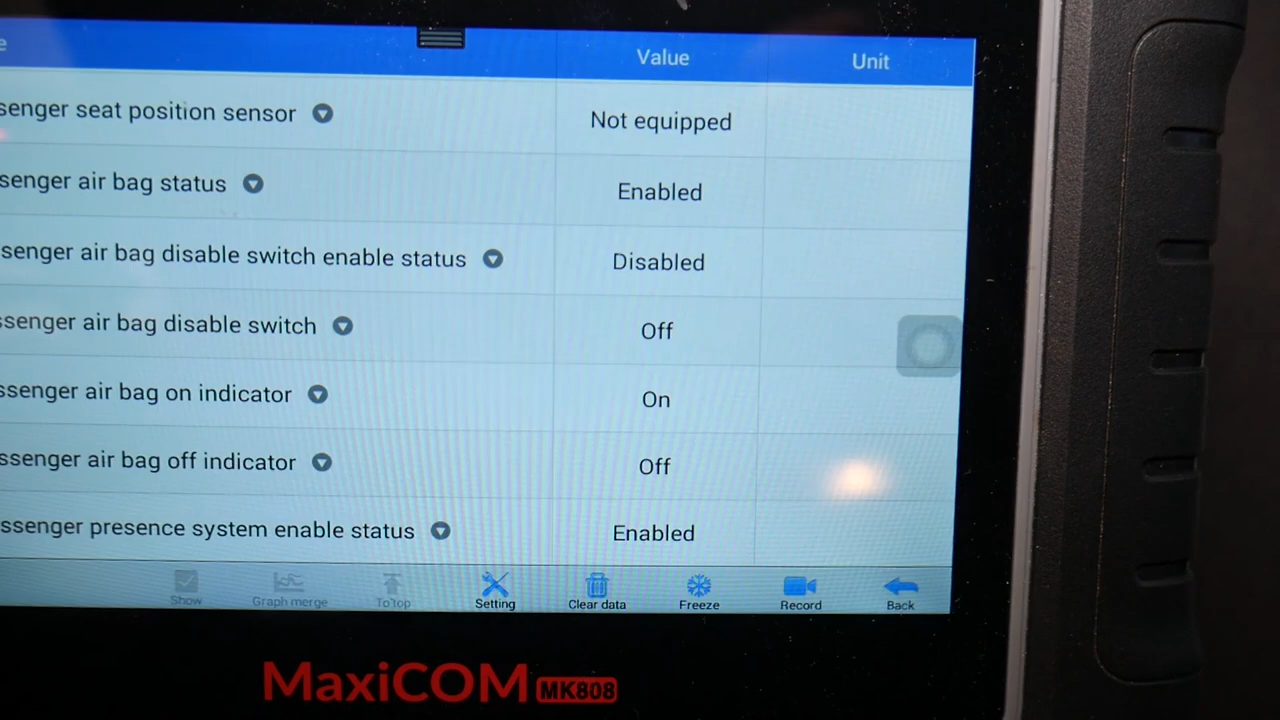 e Value Unit
senger seat position sensor Not equipped
senger air bag status Enabled
senger air bag disable switch enable status Disabled
ssenger air bag disable switch Off
ssenger air bag on indicator On
ssenger air bag off indicator Off
ssenger presence system enable status Enabled
Show Graph merge To top Setting Clear data Freeze Record Back
MaxiCOM MK808